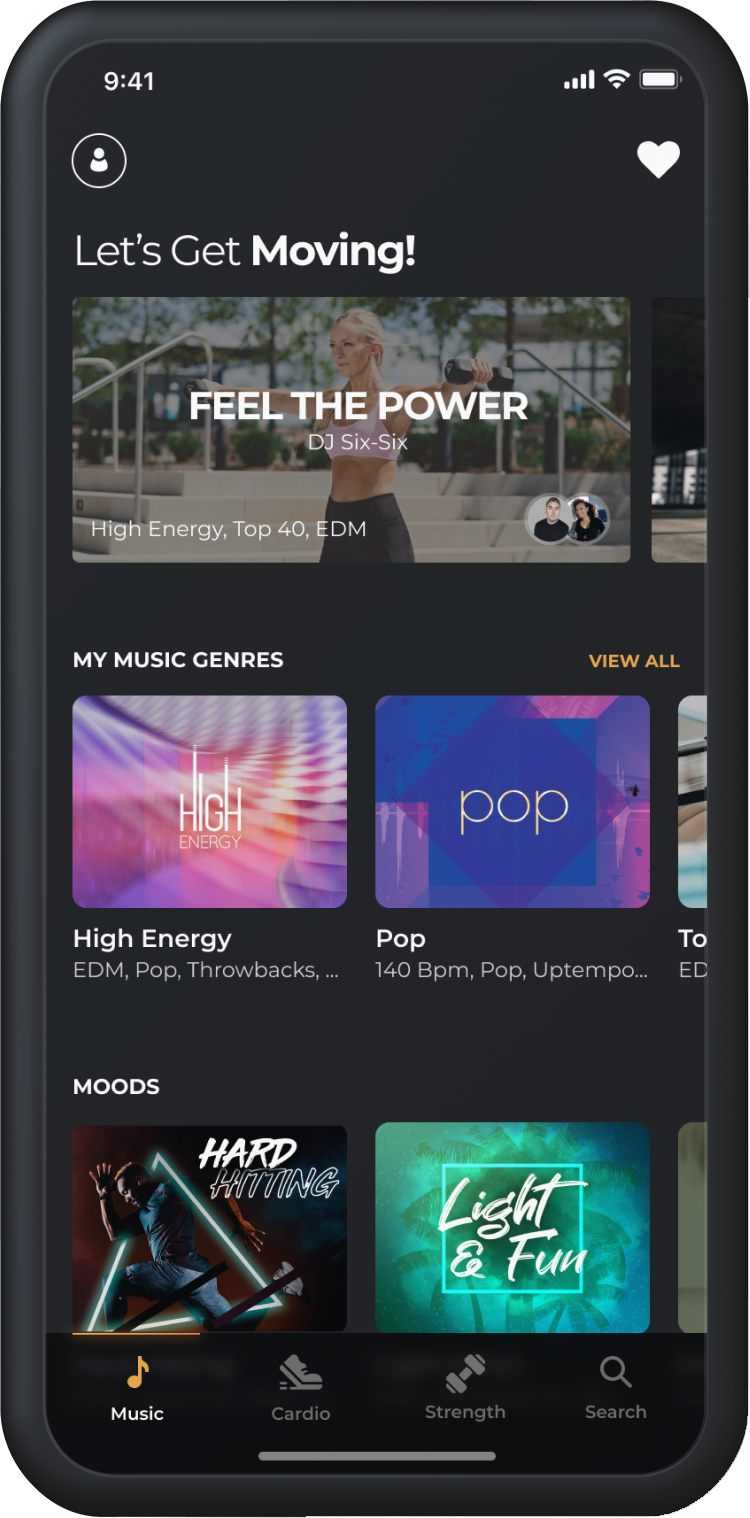 9:41
Let's Get Moving!
FEEL THE POWER
DJ Six-Six
High Energy, Top 40, EDM
MY MUSIC GENRES
VIEW ALL
HIGH
ENERGY
pop
High Energy
Pop
To
EDM, Pop, Throwbacks, ...
140 Bpm, Pop, Uptempo...
ED
MOODS
HARD
HITTING
Light
& Fun
Music
Cardio
Strength
Search